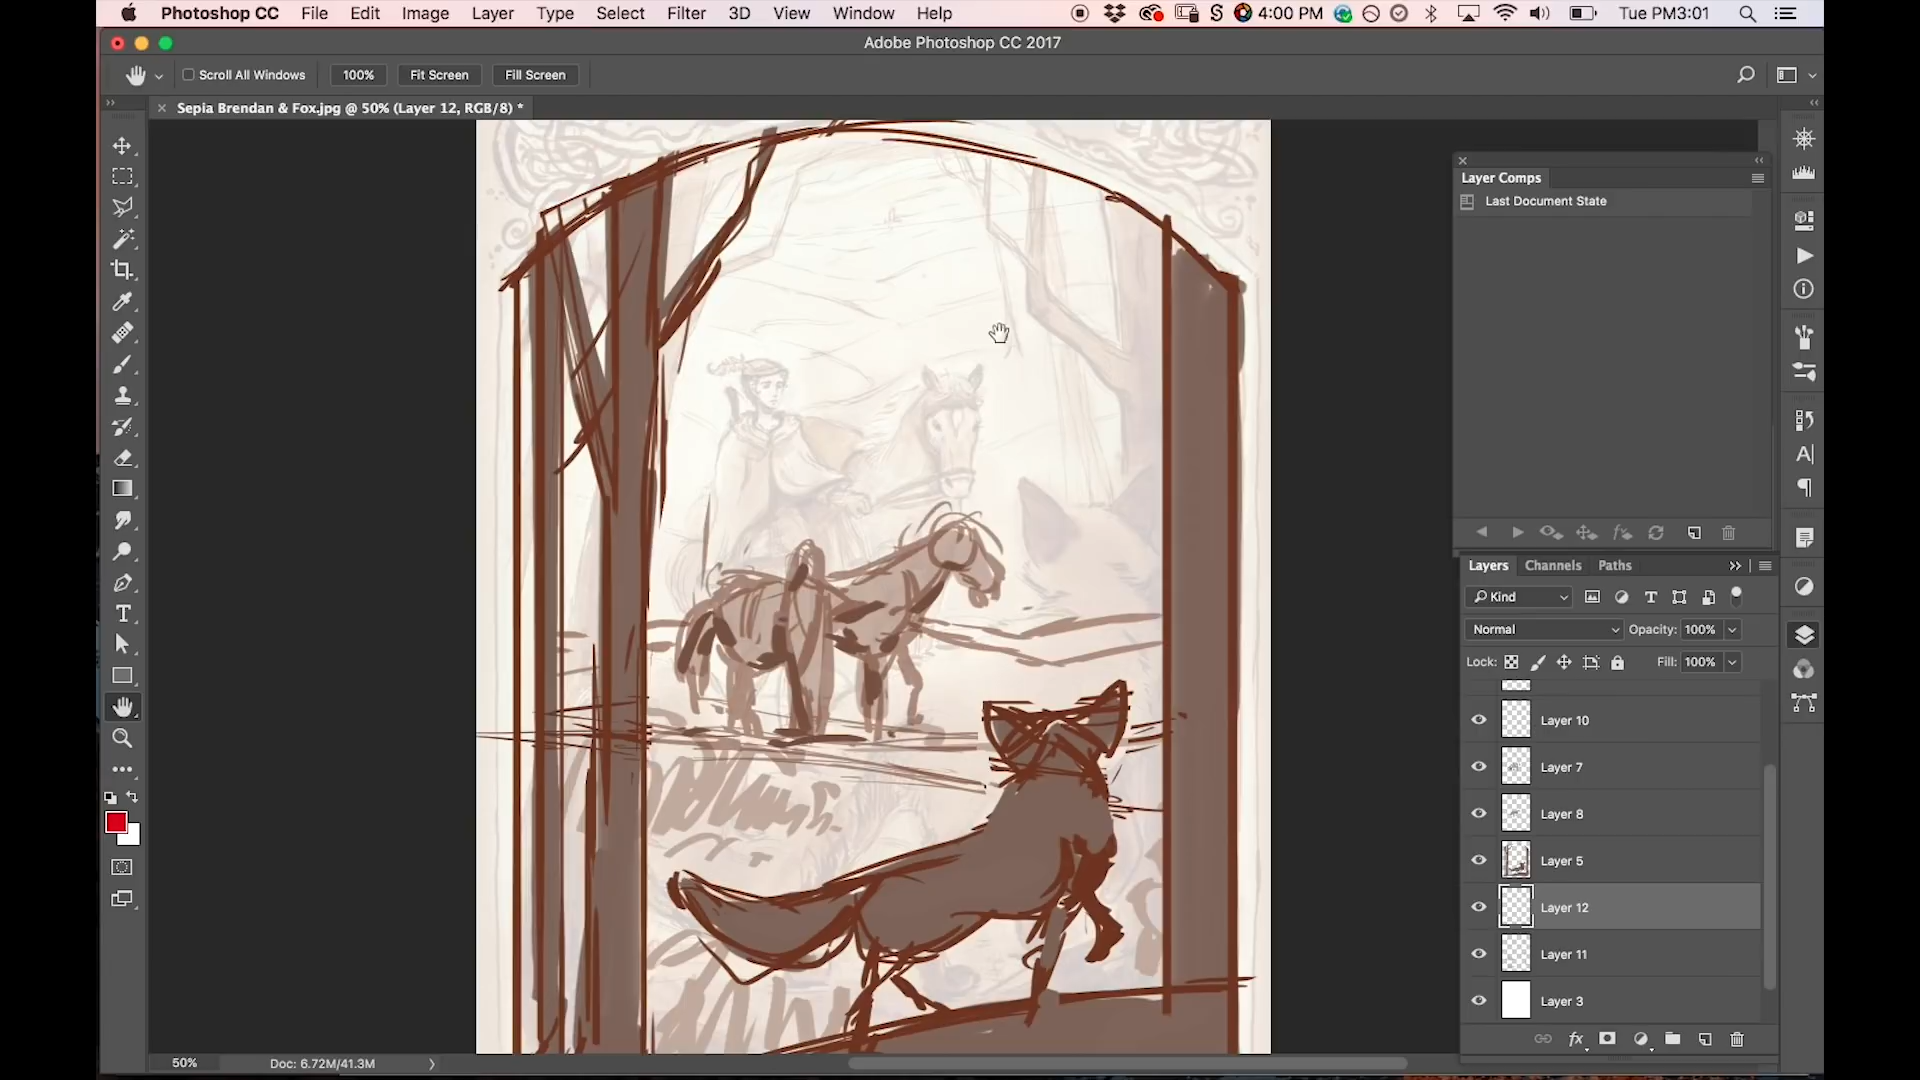 Photoshop CC File Edit Image Layer Type Select Filter 3D View Window Help 4:00 PM Tue PM3:01
Adobe Photoshop CC 2017
Scroll All Windows 100% Fit Screen Fill Screen
Sepia Brendan & Fox.jpg @ 50% (Layer 12, RGB/8) *
Layer Comps
Last Document State
Layers Channels Paths
Kind
Normal Opacity: 100%
Lock: Fill: 100%
Layer 10
Layer 7
Layer 8
Layer 5
Layer 12
Layer 11
Layer 3
50% Doc: 6.72M/41.3M